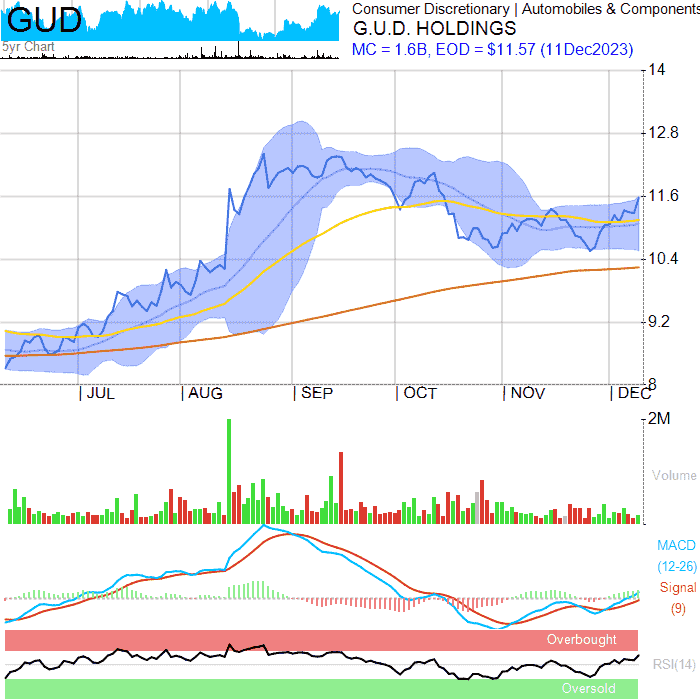 GUD
5yr Chart
Consumer Discretionary | Automobiles & Components
G.U.D. HOLDINGS
MC = 1.6B, EOD = $11.57 (11Dec2023)
14
12.8
11.6
10.4
9.2
8
JUL
AUG
SEP
OCT
NOV
DEC
2M
Volume
MACD
(12-26)
Signal
(9)
Overbought
RSI(14)
Oversold